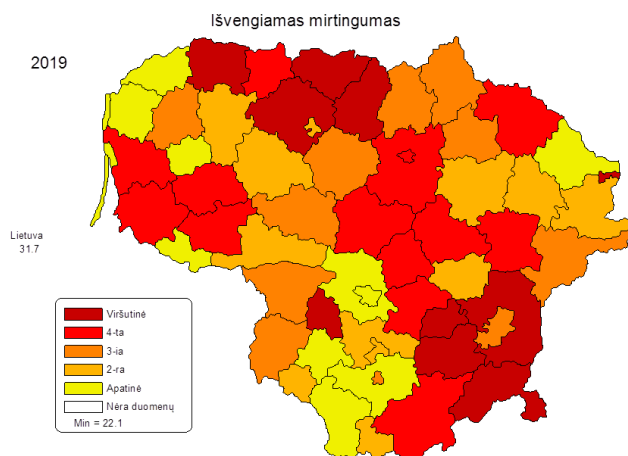 Išvengiamas mirtingumas
2019
Lietuva
31.7
Viršutinė
4-ta
3-ia
2-ra
Apatinė
Nėra duomenų
Min = 22.1